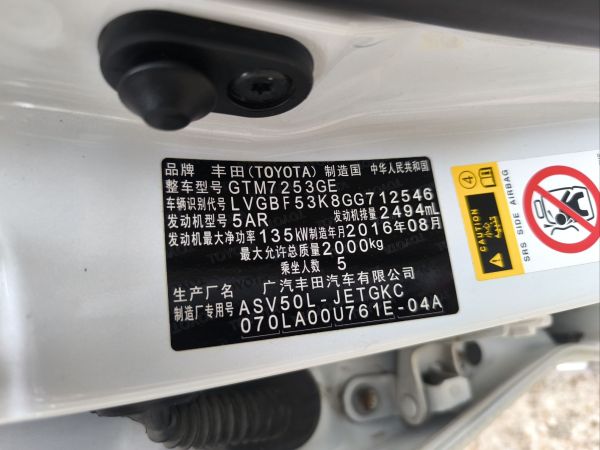 品牌 丰田(TOYOTA) 制造国 中华人民共和国
整车型号 GTM7253GE
车辆识别代号 LVGBF53K8GG712546
发动机型号 5AR 发动机排量 2494mL
发动机最大净功率 135kW 制造年月 2016年08月
最大允许总质量 2000kg
乘坐人数 5
生产厂名 广汽丰田汽车有限公司
制造厂专用号 ASV50L-JETGKC
070LA00U761E-04A
CAUTION
SRS SIDE AIRBAG